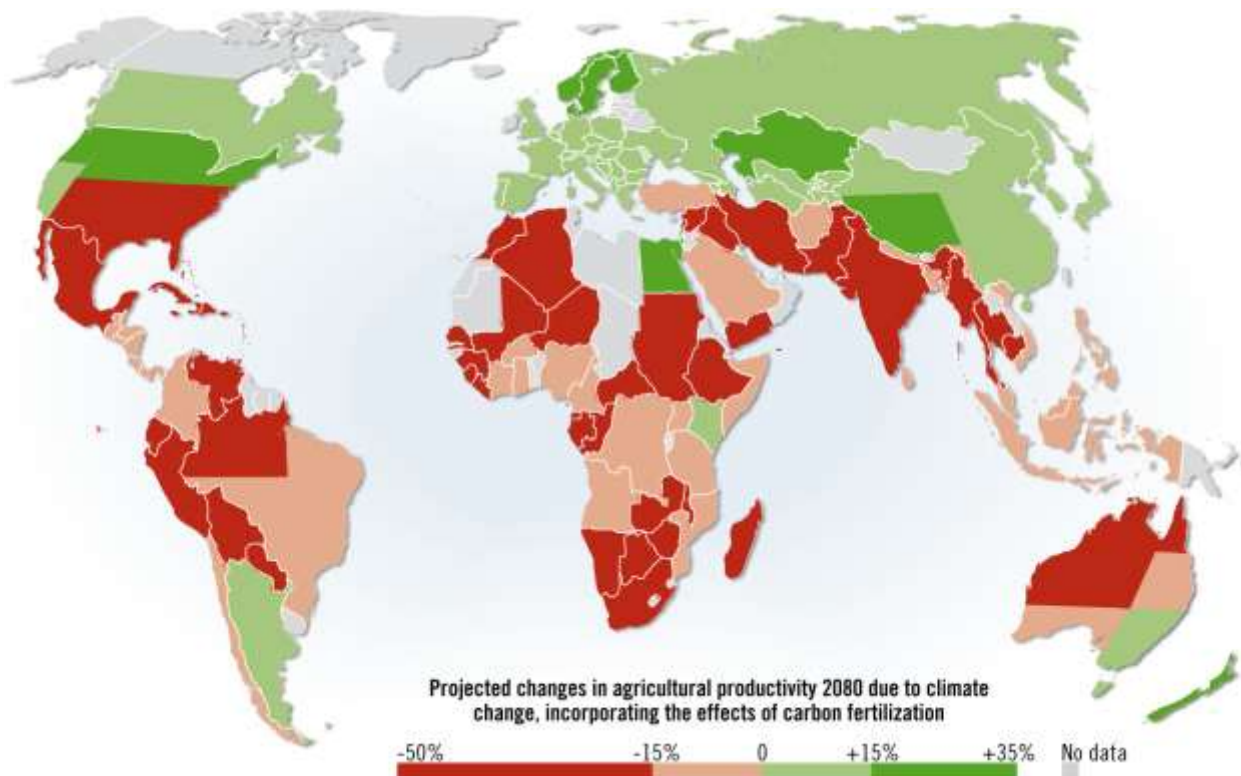 Projected changes in agricultural productivity 2080 due to climate
change, incorporating the effects of carbon fertilization
-50% -15% 0 +15% +35% No data